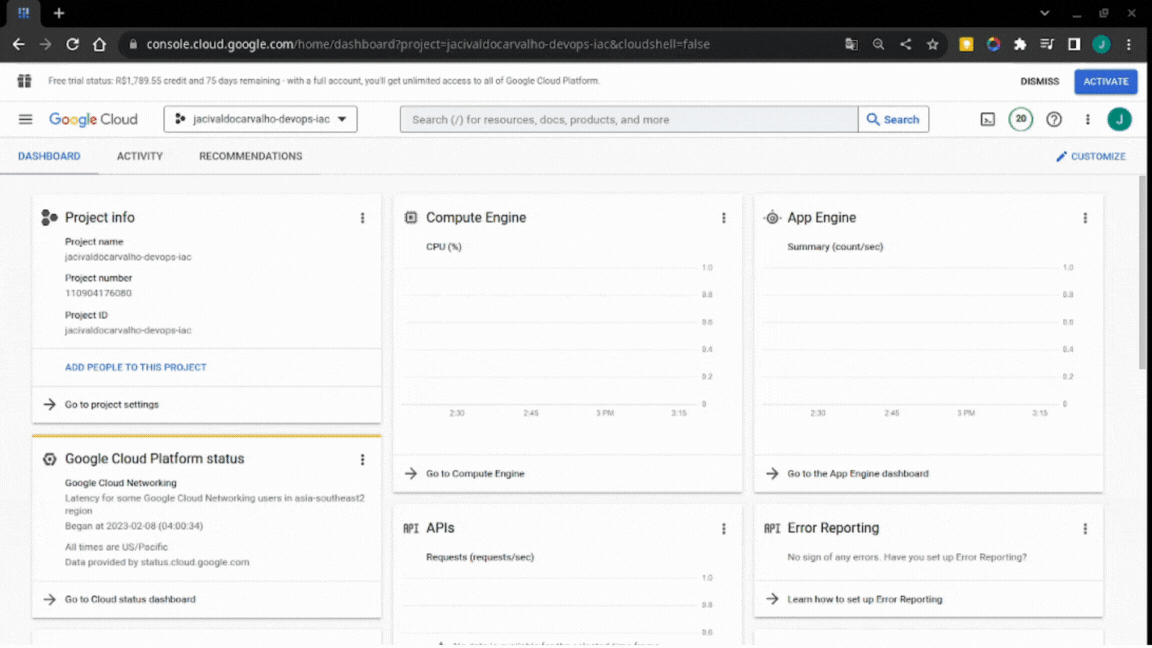 console.cloud.google.com/home/dashboard?project=jacivaldocarvalho-devops-iac&cloudshell=false
J
Free trial status: R$1,789.55 credit and 75 days remaining - with a full account, you'll get unlimited access to all of Google Cloud Platform.
DISMISS
ACTIVATE
Google Cloud
jacivaldocarvalho-devops-iac
Search (/) for resources, docs, products, and more
Search
20
J
DASHBOARD
ACTIVITY
RECOMMENDATIONS
CUSTOMIZE
Project info
Project name
jacivaldocarvalho-devops-iac
Project number
110904176080
Project ID
jacivaldocarvalho-devops-iac
ADD PEOPLE TO THIS PROJECT
Go to project settings
Google Cloud Platform status
Google Cloud Networking
Latency for some Google Cloud Networking users in asia-southeast2
region
Began at 2023-02-08 (04:00:34)
All times are US/Pacific
Data provided by status.cloud.google.com
Go to Cloud status dashboard
Compute Engine
CPU (%)
1.0
0.8
0.6
0.4
0.2
0
2:30 2:45 3 PM 3:15
Go to Compute Engine
API APIs
Requests (requests/sec)
1.0
0.8
0.6
No data is available for the selected time frame.
App Engine
Summary (count/sec)
1.0
0.8
0.6
0.4
0.2
0
2:30 2:45 3 PM 3:15
Go to the App Engine dashboard
API Error Reporting
No sign of any errors. Have you set up Error Reporting?
Learn how to set up Error Reporting